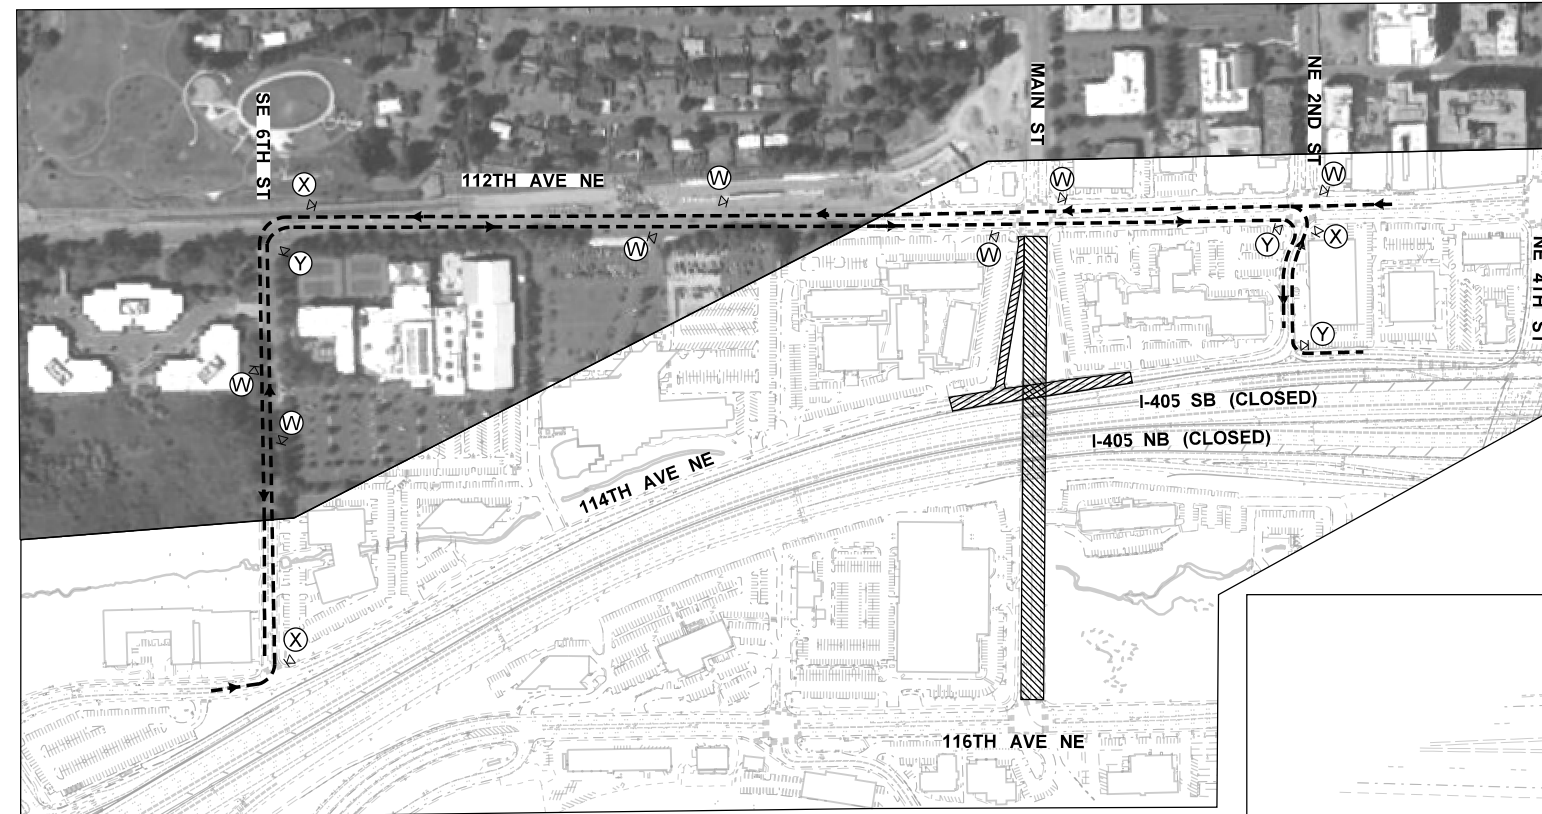 SE 6TH ST
MAIN ST
NE 2ND ST
X
112TH AVE NE
W
W
W
Y
W
W
Y
X
NE 4TH ST
W
Y
W
I-405 SB (CLOSED)
I-405 NB (CLOSED)
114TH AVE NE
X
116TH AVE NE